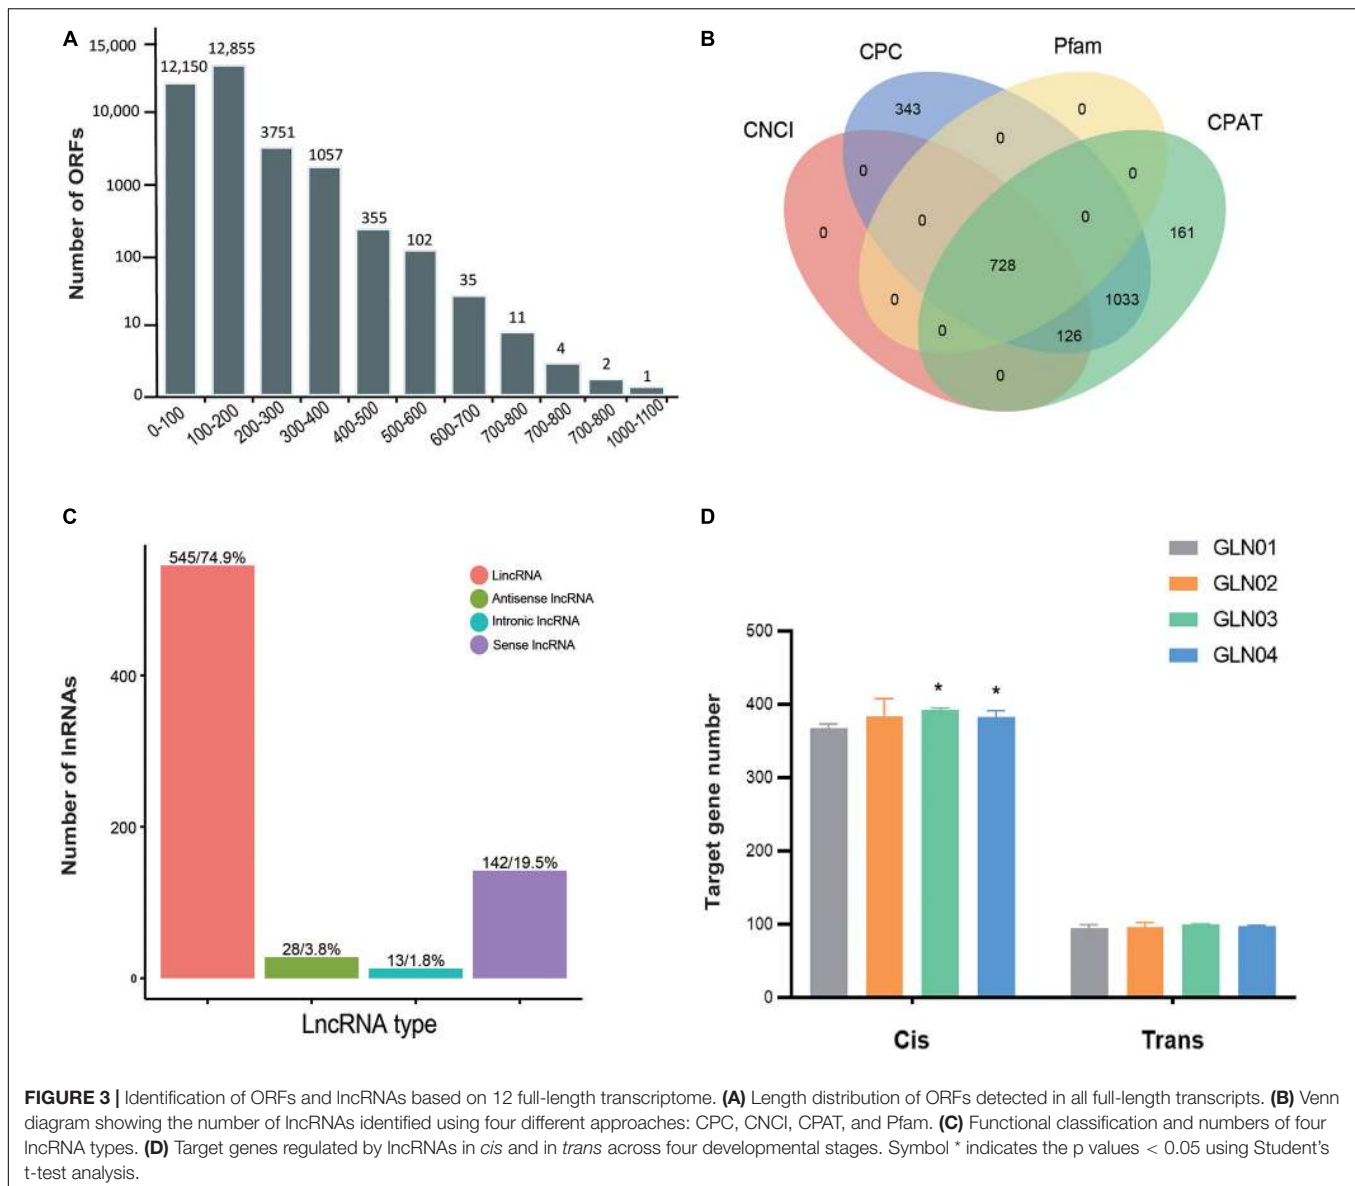 A
15,000
10,000
1000
100
10
0
Number of ORFs
12,150
12,855
3751
1057
355
102
35
11
4
2
1
0-100
100-200
200-300
300-400
400-500
500-600
600-700
700-800
700-800
700-800
1000-1100
B
CNCI
CPC
Pfam
CPAT
343
0
0
0
0
0
0
0
161
728
0
1033
0
126
0
C
Number of lnRNAs
400
200
0
545/74.9%
28/3.8%
13/1.8%
142/19.5%
LincRNA
Antisense lncRNA
Intronic lncRNA
Sense lncRNA
LncRNA type
D
GLN01
GLN02
GLN03
GLN04
Target gene number
500
400
300
200
100
0
* *
Cis Trans
FIGURE 3 | Identification of ORFs and lncRNAs based on 12 full-length transcriptome. (A) Length distribution of ORFs detected in all full-length transcripts. (B) Venn
diagram showing the number of lncRNAs identified using four different approaches: CPC, CNCI, CPAT, and Pfam. (C) Functional classification and numbers of four
lncRNA types. (D) Target genes regulated by lncRNAs in cis and in trans across four developmental stages. Symbol * indicates the p values < 0.05 using Student's
t-test analysis.